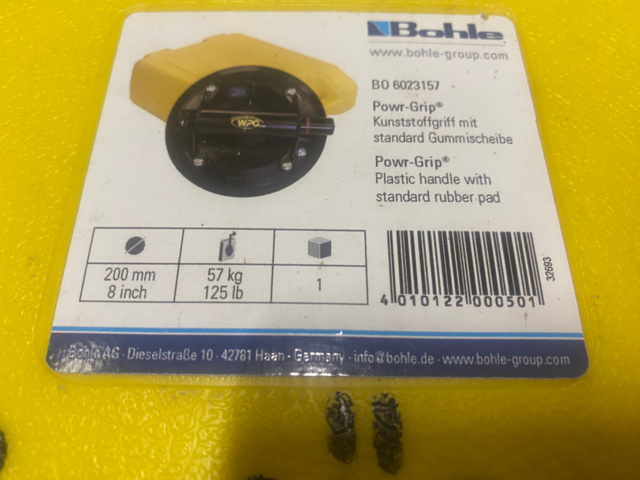 Bohle
www.bohle-group.com
BO 6023157
Powr-Grip®
Kunststoffgriff mit
standard Gummischeibe
Powr-Grip®
Plastic handle with
standard rubber pad
WPG
200 mm
8 inch
57 kg
125 lb
1
4 010122 000501
32693
Bohle AG · Dieselstraße 10 · 42781 Haan · Germany · info@bohle.de · www.bohle-group.com